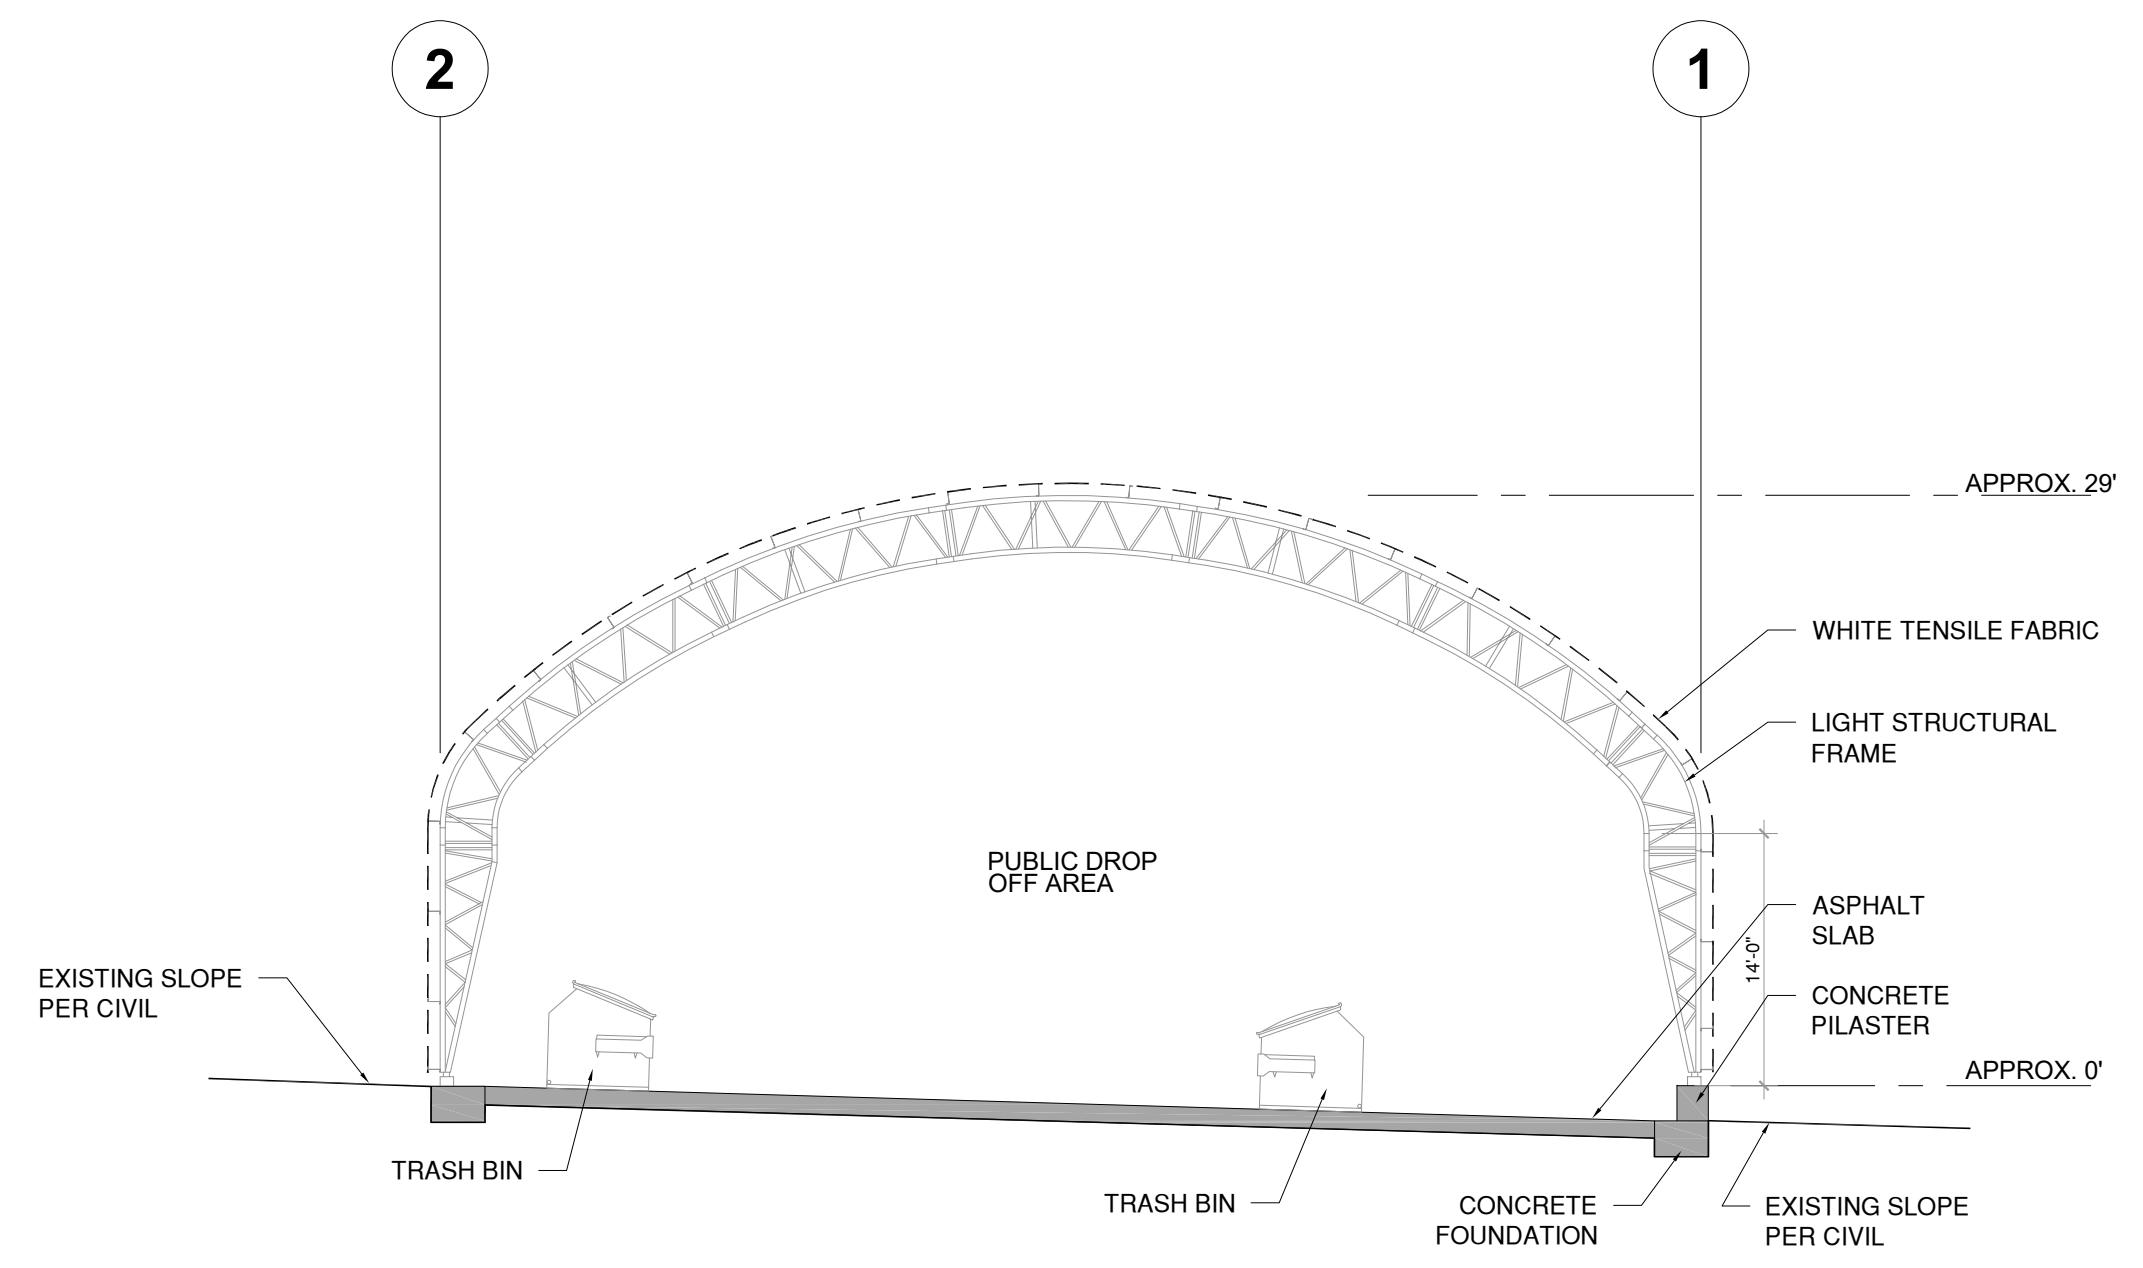 2
1
APPROX. 29'
WHITE TENSILE FABRIC
LIGHT STRUCTURAL
FRAME
PUBLIC DROP
OFF AREA
ASPHALT
SLAB
14'-0"
EXISTING SLOPE
PER CIVIL
CONCRETE
PILASTER
APPROX. 0'
TRASH BIN
TRASH BIN
CONCRETE
FOUNDATION
EXISTING SLOPE
PER CIVIL